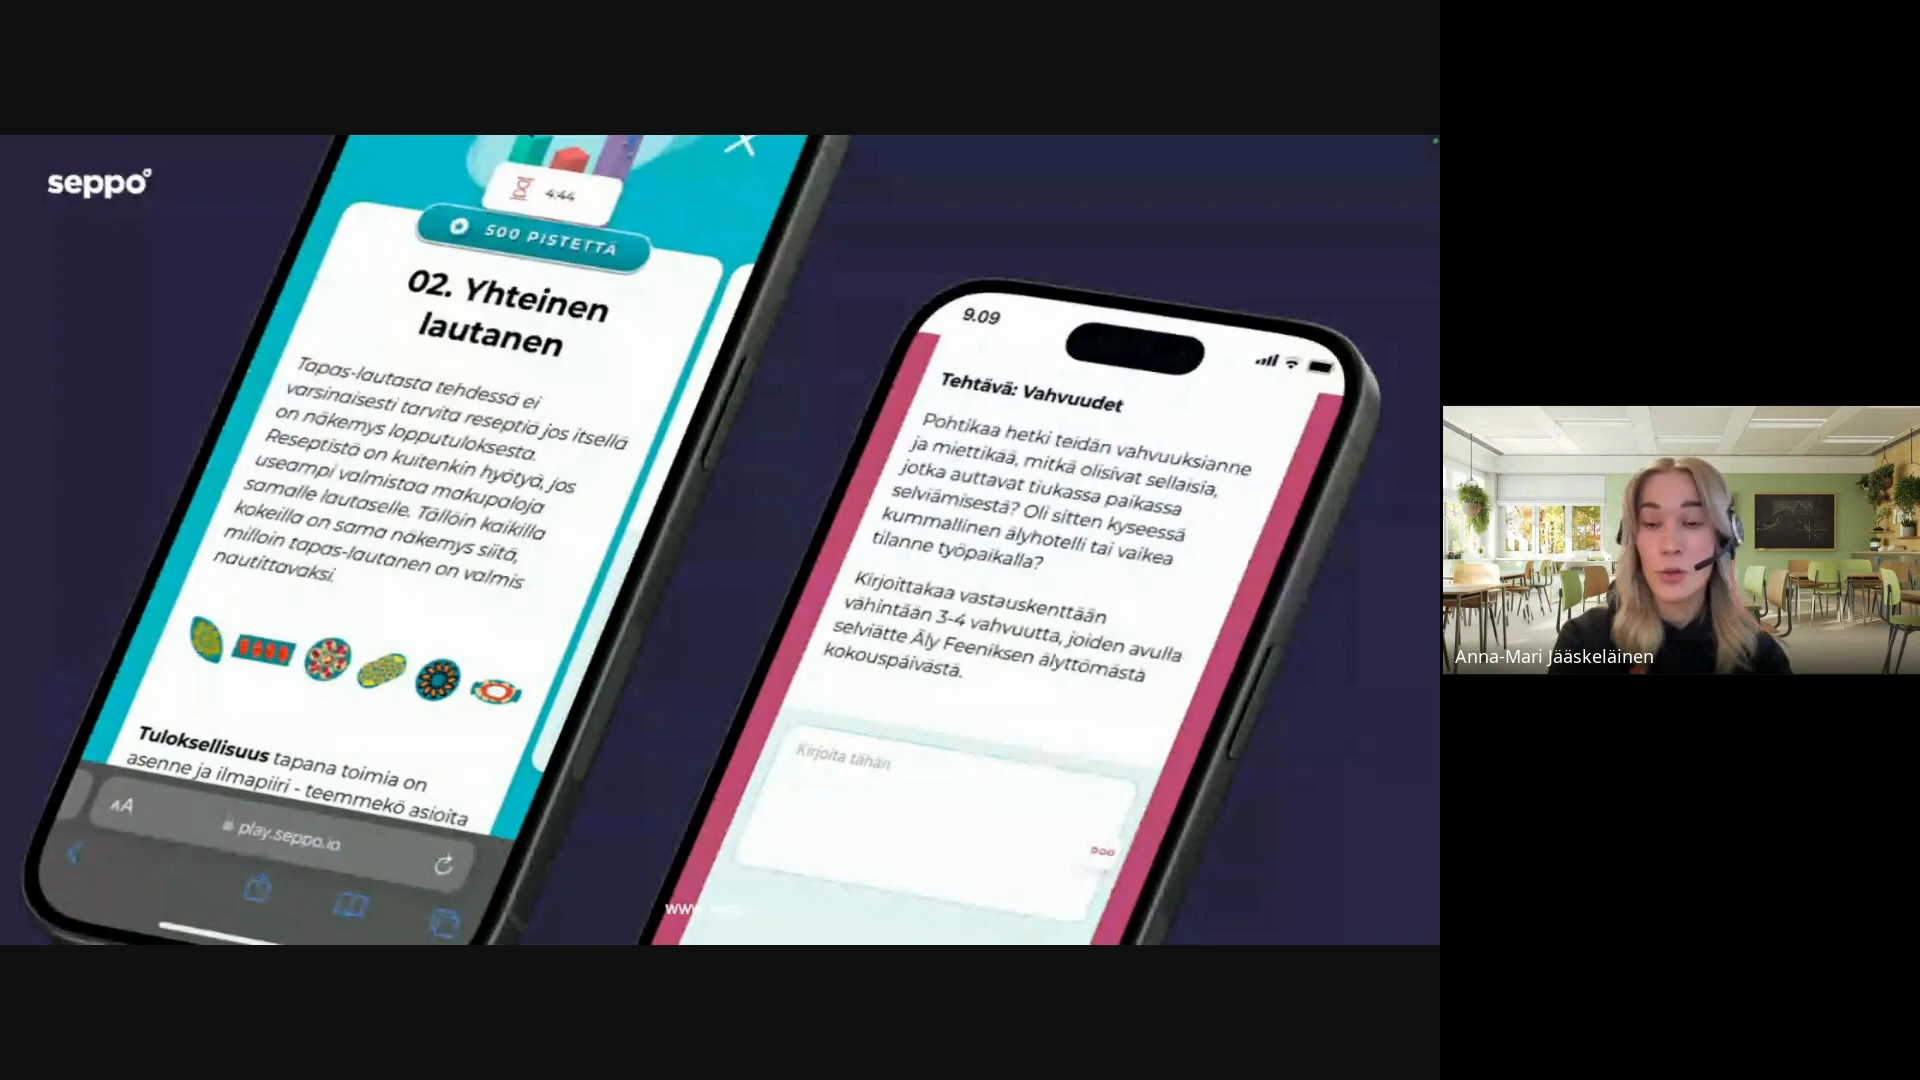 seppo
4:44
500 PISTETTÄ
02. Yhteinen
lautanen
Tapas-lautasta tehdessä ei
varsinaisesti tarvita reseptiä jos itsellä
on näkemys lopputuloksesta.
Reseptistä on kuitenkin hyötyä, jos
useampi valmistaa makupaloja
samalle lautaselle. Tällöin kaikilla
kokeilla on sama näkemys siitä,
milloin tapas-lautanen on valmis
nautittavaksi.
Tuloksellisuus tapana toimia on
asenne ja ilmapiiri - teemmekö asioita
AA
play.seppo.io
9.09
Tehtävä: Vahvuudet
Pohtikaa hetki teidän vahvuuksianne
ja miettikää, mitkä olisivat sellaisia,
jotka auttavat tiukassa paikassa
selviämisestä? Oli sitten kyseessä
kummallinen älyhotelli tai vaikea
tilanne työpaikalla?
Kirjoittakaa vastauskenttään
vähintään 3-4 vahvuutta, joiden avulla
selviätte Äly Feeniksen älyttömästä
kokouspäivästä.
Kirjoita tähän
www.
Anna-Mari Jääskeläinen